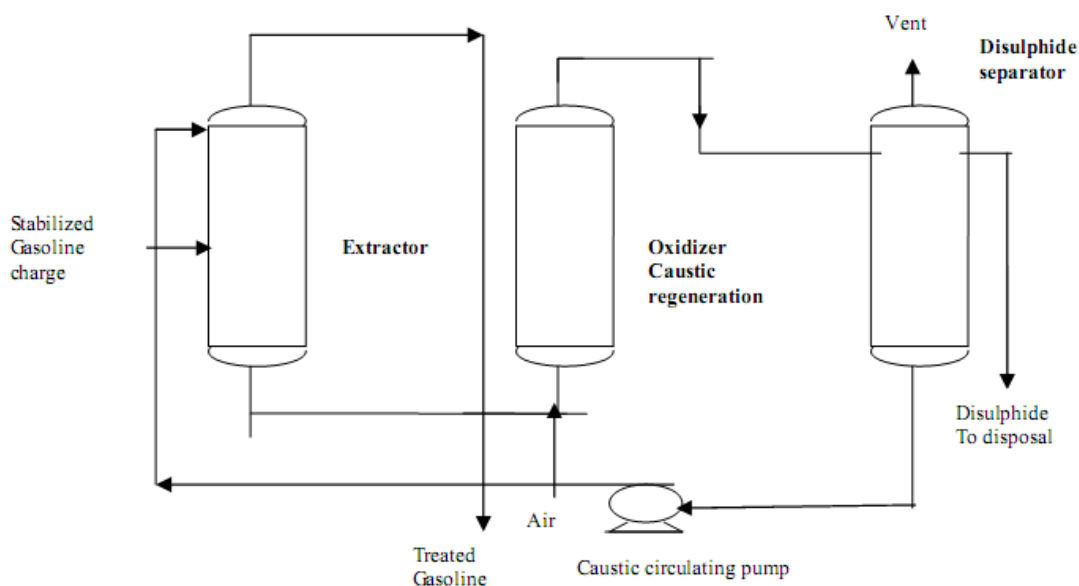 Vent
Disulphide
separator
Stabilized
Gasoline
charge
Extractor
Oxidizer
Caustic
regeneration
Disulphide
To disposal
Air
Treated
Gasoline
Caustic circulating pump